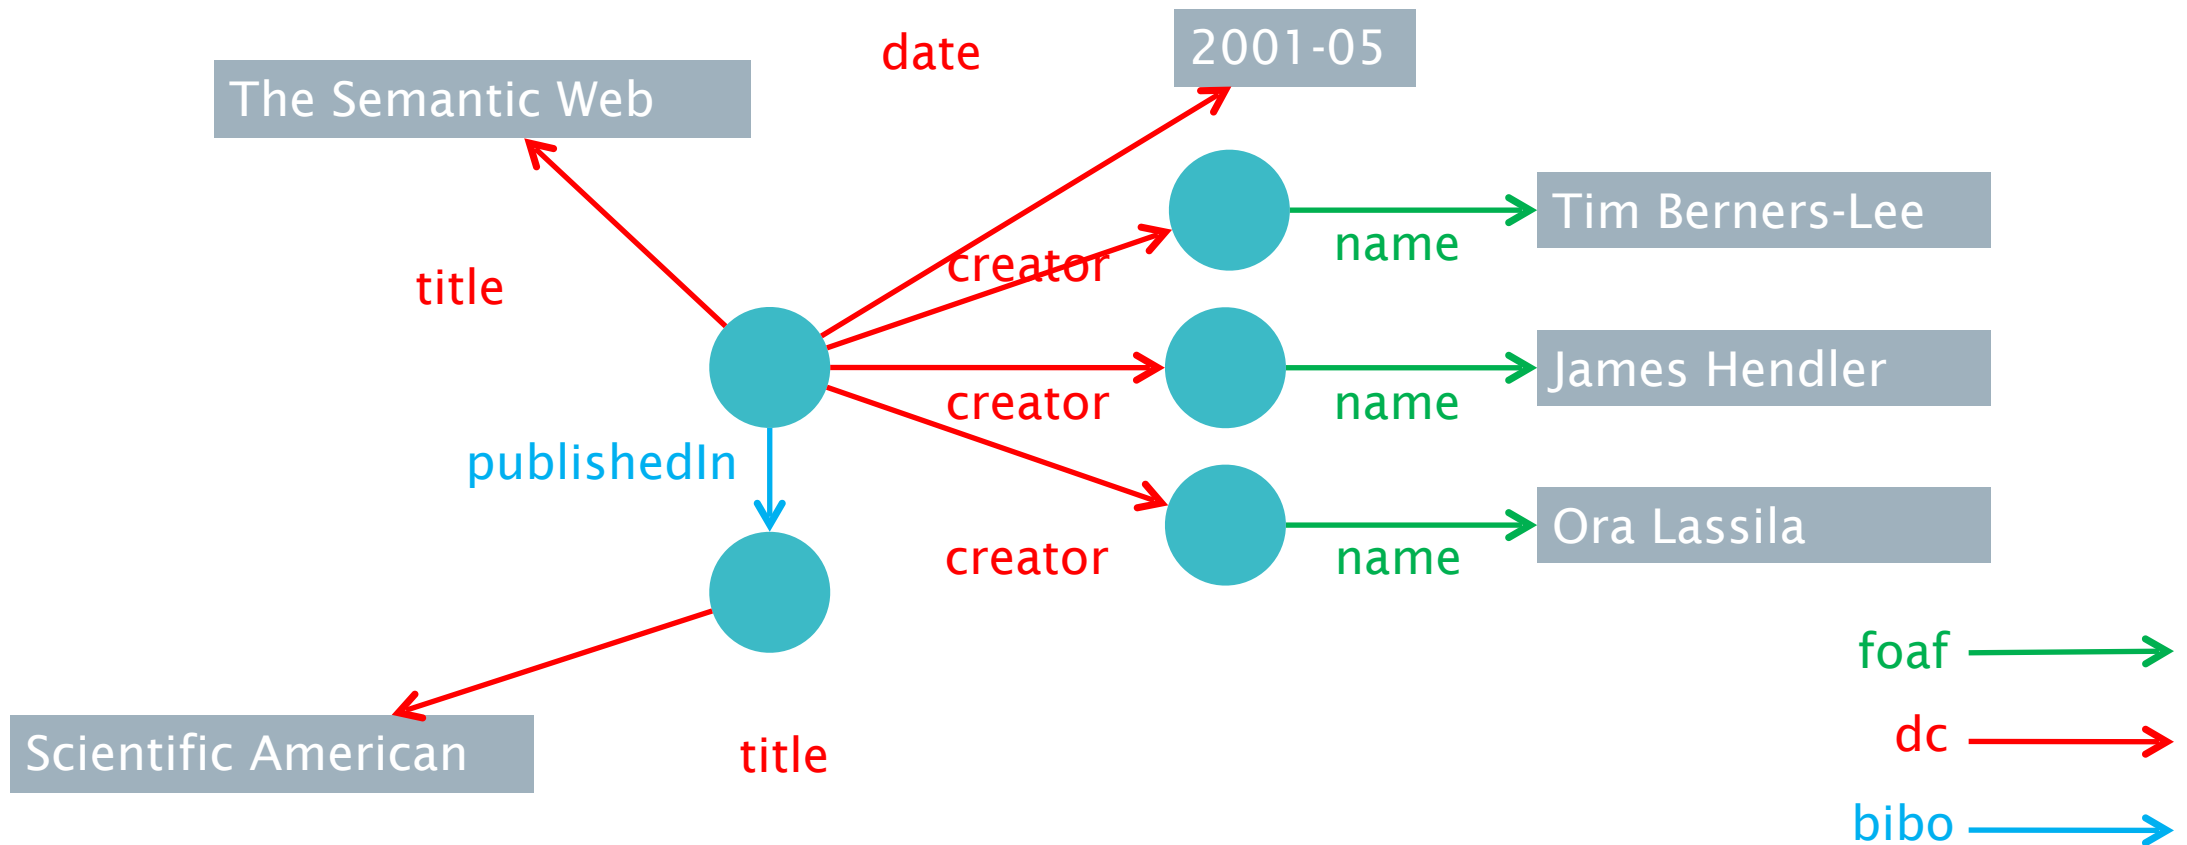 date
2001-05
The Semantic Web
Tim Berners-Lee
creator
name
title
James Hendler
creator
name
publishedIn
Ora Lassila
creator
name
foaf
dc
Scientific American
title
bibo